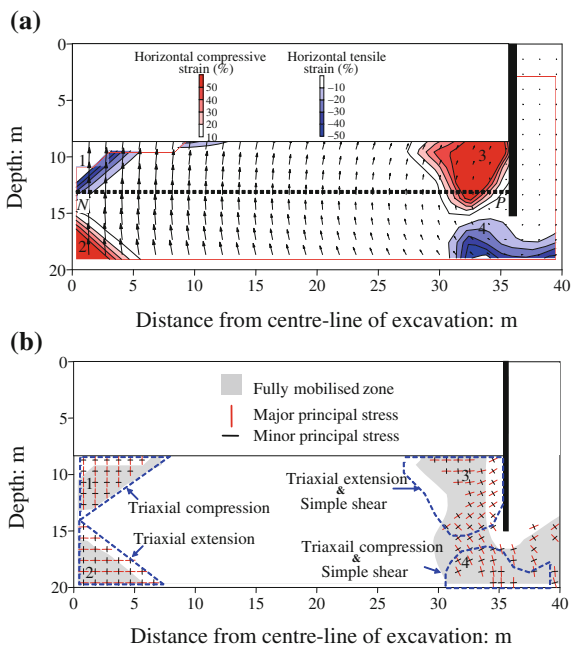 (a)
Horizontal compressive
strain (%)
50
40
30
20
10
Horizontal tensile
strain (%)
-10
-20
-30
-40
-50
Depth: m
0
5
10
15
20
1
N
2
3
P
4
0 5 10 15 20 25 30 35 40
Distance from centre-line of excavation: m
(b)
Fully mobilised zone
Major principal stress
Minor principal stress
Depth: m
0
5
10
15
20
1
2
3
4
Triaxial compression
Triaxial extension
Triaxial extension
&
Simple shear
Triaxail compression
&
Simple shear
0 5 10 15 20 25 30 35 40
Distance from centre-line of excavation: m